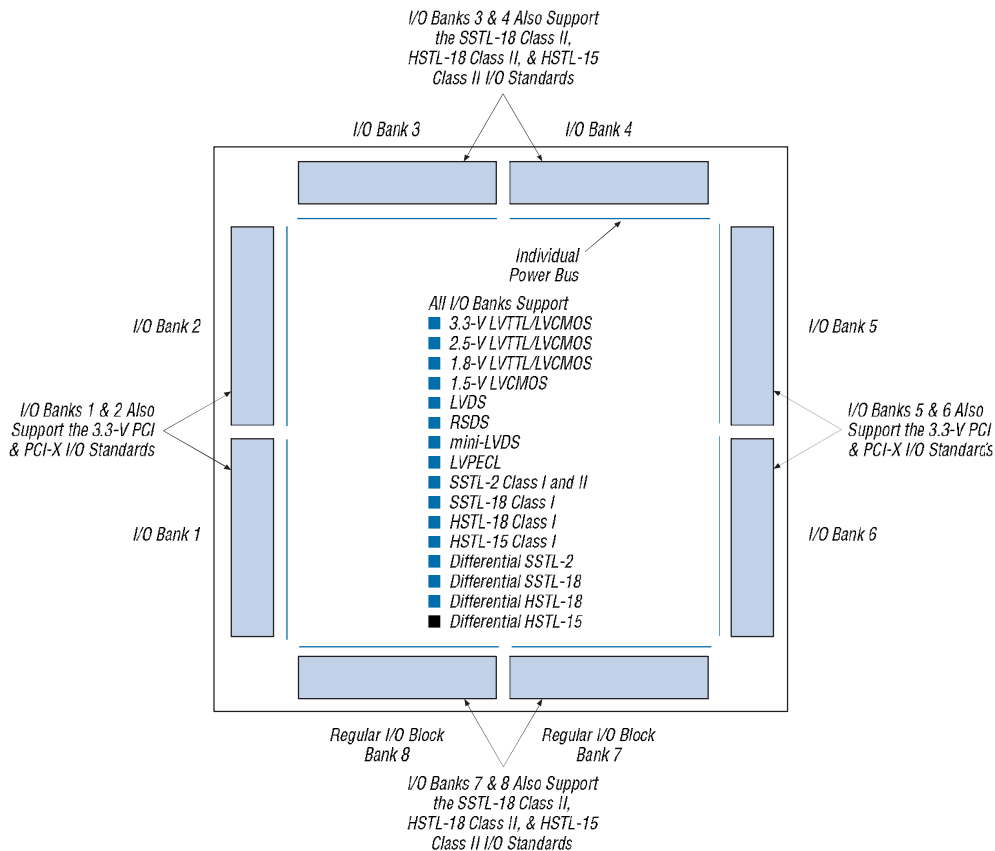 I/O Banks 3 & 4 Also Support
the SSTL-18 Class II,
HSTL-18 Class II, & HSTL-15
Class II I/O Standards
I/O Bank 3
I/O Bank 4
Individual
Power Bus
All I/O Banks Support
3.3-V LVTTL/LVCMOS
2.5-V LVTTL/LVCMOS
1.8-V LVTTL/LVCMOS
1.5-V LVCMOS
LVDS
RSDS
mini-LVDS
LVPECL
SSTL-2 Class I and II
SSTL-18 Class I
HSTL-18 Class I
HSTL-15 Class I
Differential SSTL-2
Differential SSTL-18
Differential HSTL-18
Differential HSTL-15
I/O Bank 2
I/O Banks 1 & 2 Also
Support the 3.3-V PCI
& PCI-X I/O Standards
I/O Bank 1
I/O Bank 5
I/O Banks 5 & 6 Also
Support the 3.3-V PCI
& PCI-X I/O Standards
I/O Bank 6
Regular I/O Block
Bank 8
Regular I/O Block
Bank 7
I/O Banks 7 & 8 Also Support
the SSTL-18 Class II,
HSTL-18 Class II, & HSTL-15
Class II I/O Standards